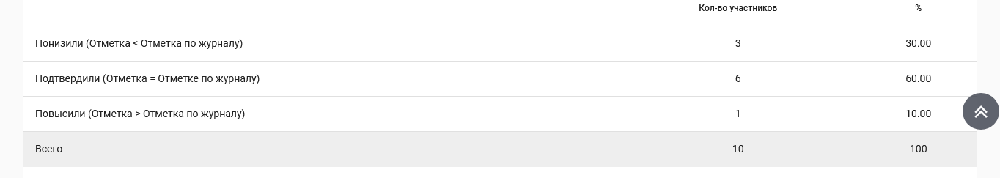 Кол-во участников %
Понизили (Отметка < Отметка по журналу) 3 30.00
Подтвердили (Отметка = Отметке по журналу) 6 60.00
Повысили (Отметка > Отметка по журналу) 1 10.00
Всего 10 100